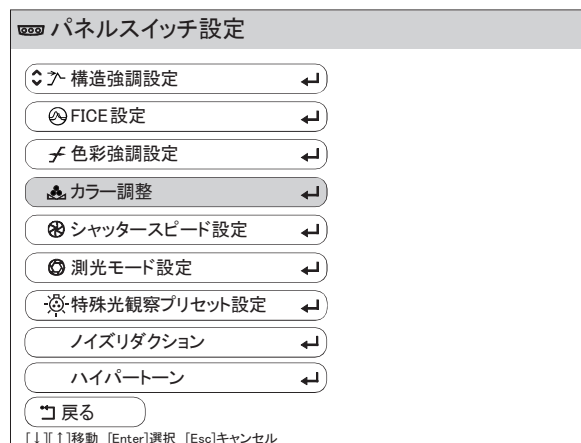 パネルスイッチ設定
構造強調設定
FICE設定
色彩強調設定
カラー調整
シャッタースピード設定
測光モード設定
特殊光観察プリセット設定
ノイズリダクション
ハイパートーン
戻る
[↓][↑]移動 [Enter]選択 [Esc]キャンセル